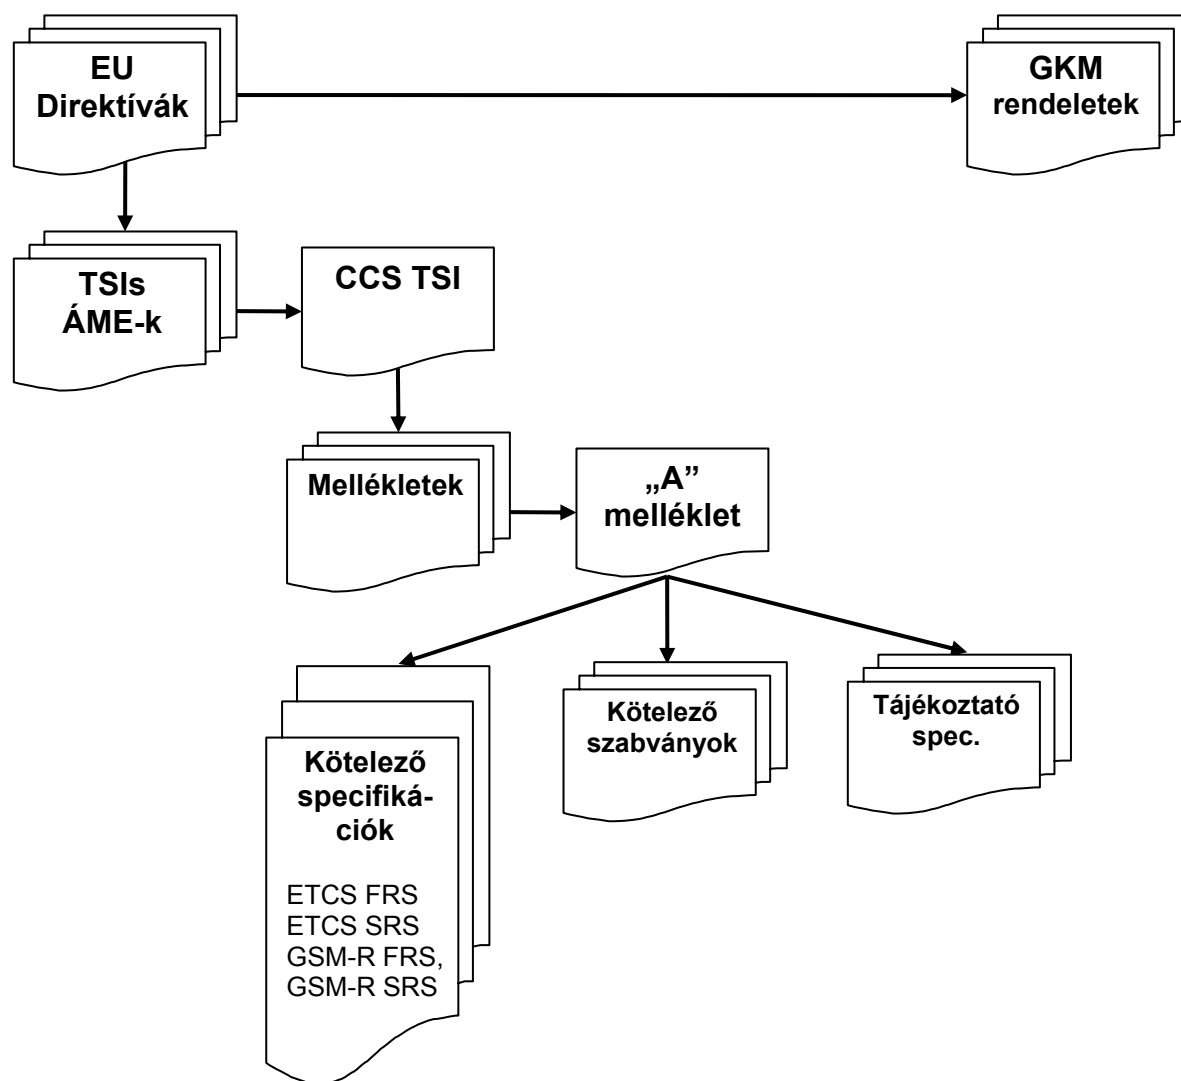 EU
Direktívák
GKM
rendeletek
TSIs
ÁME-k
CCS TSI
Mellékletek
„A”
melléklet
Kötelező
specifiká-
ciók
ETCS FRS
ETCS SRS
GSM-R FRS,
GSM-R SRS
Kötelező
szabványok
Tájékoztató
spec.